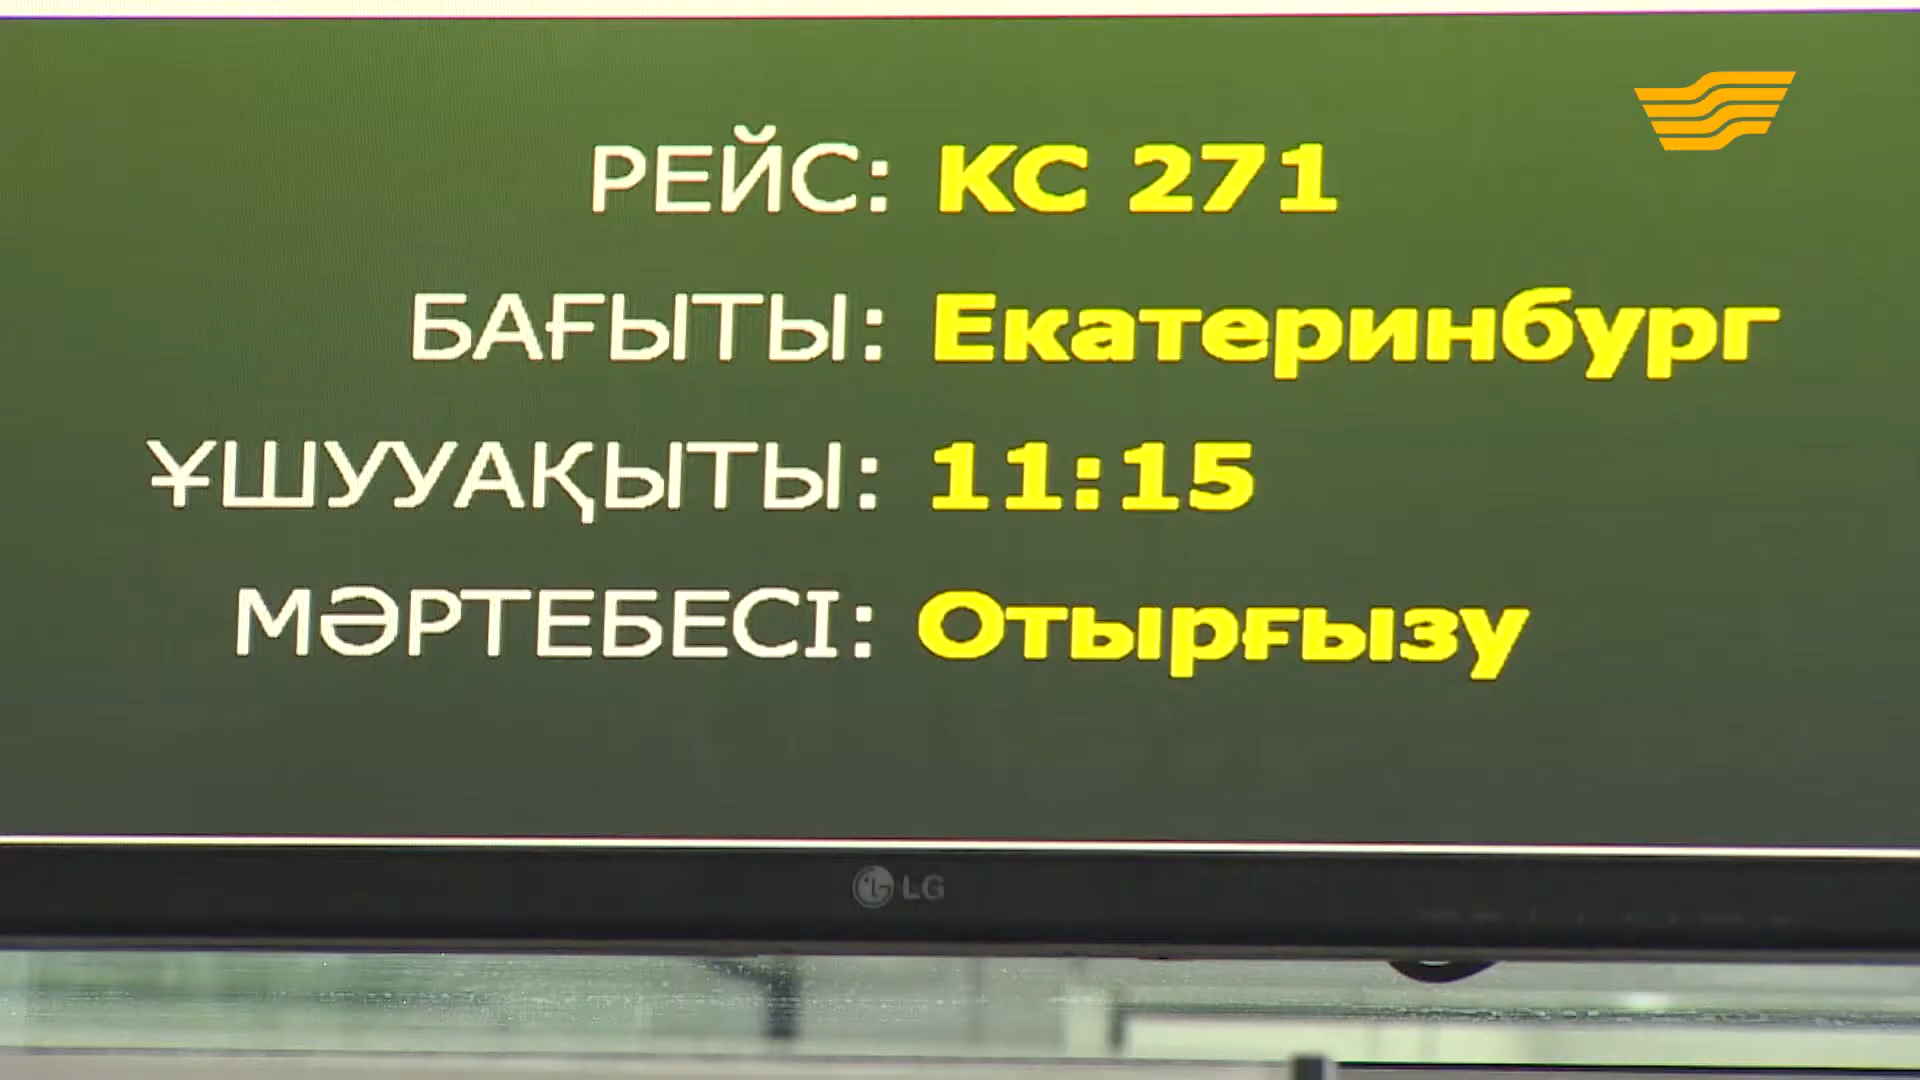 РЕЙС: КС 271
БАҒЫТЫ: Екатеринбург
ҰШУУАҚЫТЫ: 11:15
МӘРТЕБЕСІ: Отырғызу
LG